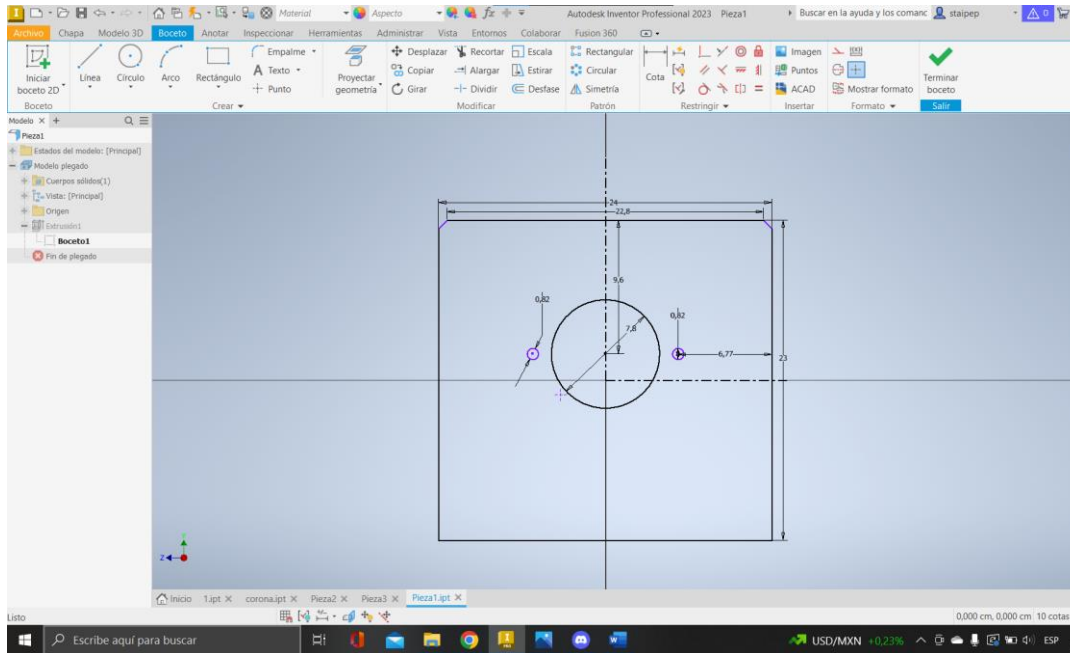 Material Aspecto fx Autodesk Inventor Professional 2023 Pieza1 Buscar en la ayuda y los comanc staipep 0
Archivo Chapa Modelo 3D Boceto Anotar Inspeccionar Herramientas Administrar Vista Entornos Colaborar Fusion 360
Iniciar boceto 2D
Línea
Círculo
Arco
Rectángulo
Empalme
A Texto
Punto
Proyectar geometría
Desplazar
Copiar
Girar
Recortar
Alargar
Dividir
Escala
Estirar
Desfase
Rectangular
Circular
Simetría
Cota
Imagen
Puntos
ACAD
Mostrar formato
Terminar boceto
Boceto Crear Modificar Patrón Restringir Insertar Formato Salir
Modelo × +
Pieza1
Estados del modelo: [Principal]
Modelo plegado
Cuerpos sólidos(1)
Vista: [Principal]
Origen
Extrusión1
Boceto1
Fin de plegado
24
22,8
9,6
0,82
0,82
7,8
6,77
23
Y
Z
Inicio 1.ipt × corona.ipt × Pieza2 × Pieza3 × Pieza1.ipt ×
Listo 0,000 cm, 0,000 cm 10 cotas
Escribe aquí para buscar USD/MXN +0,23% ESP